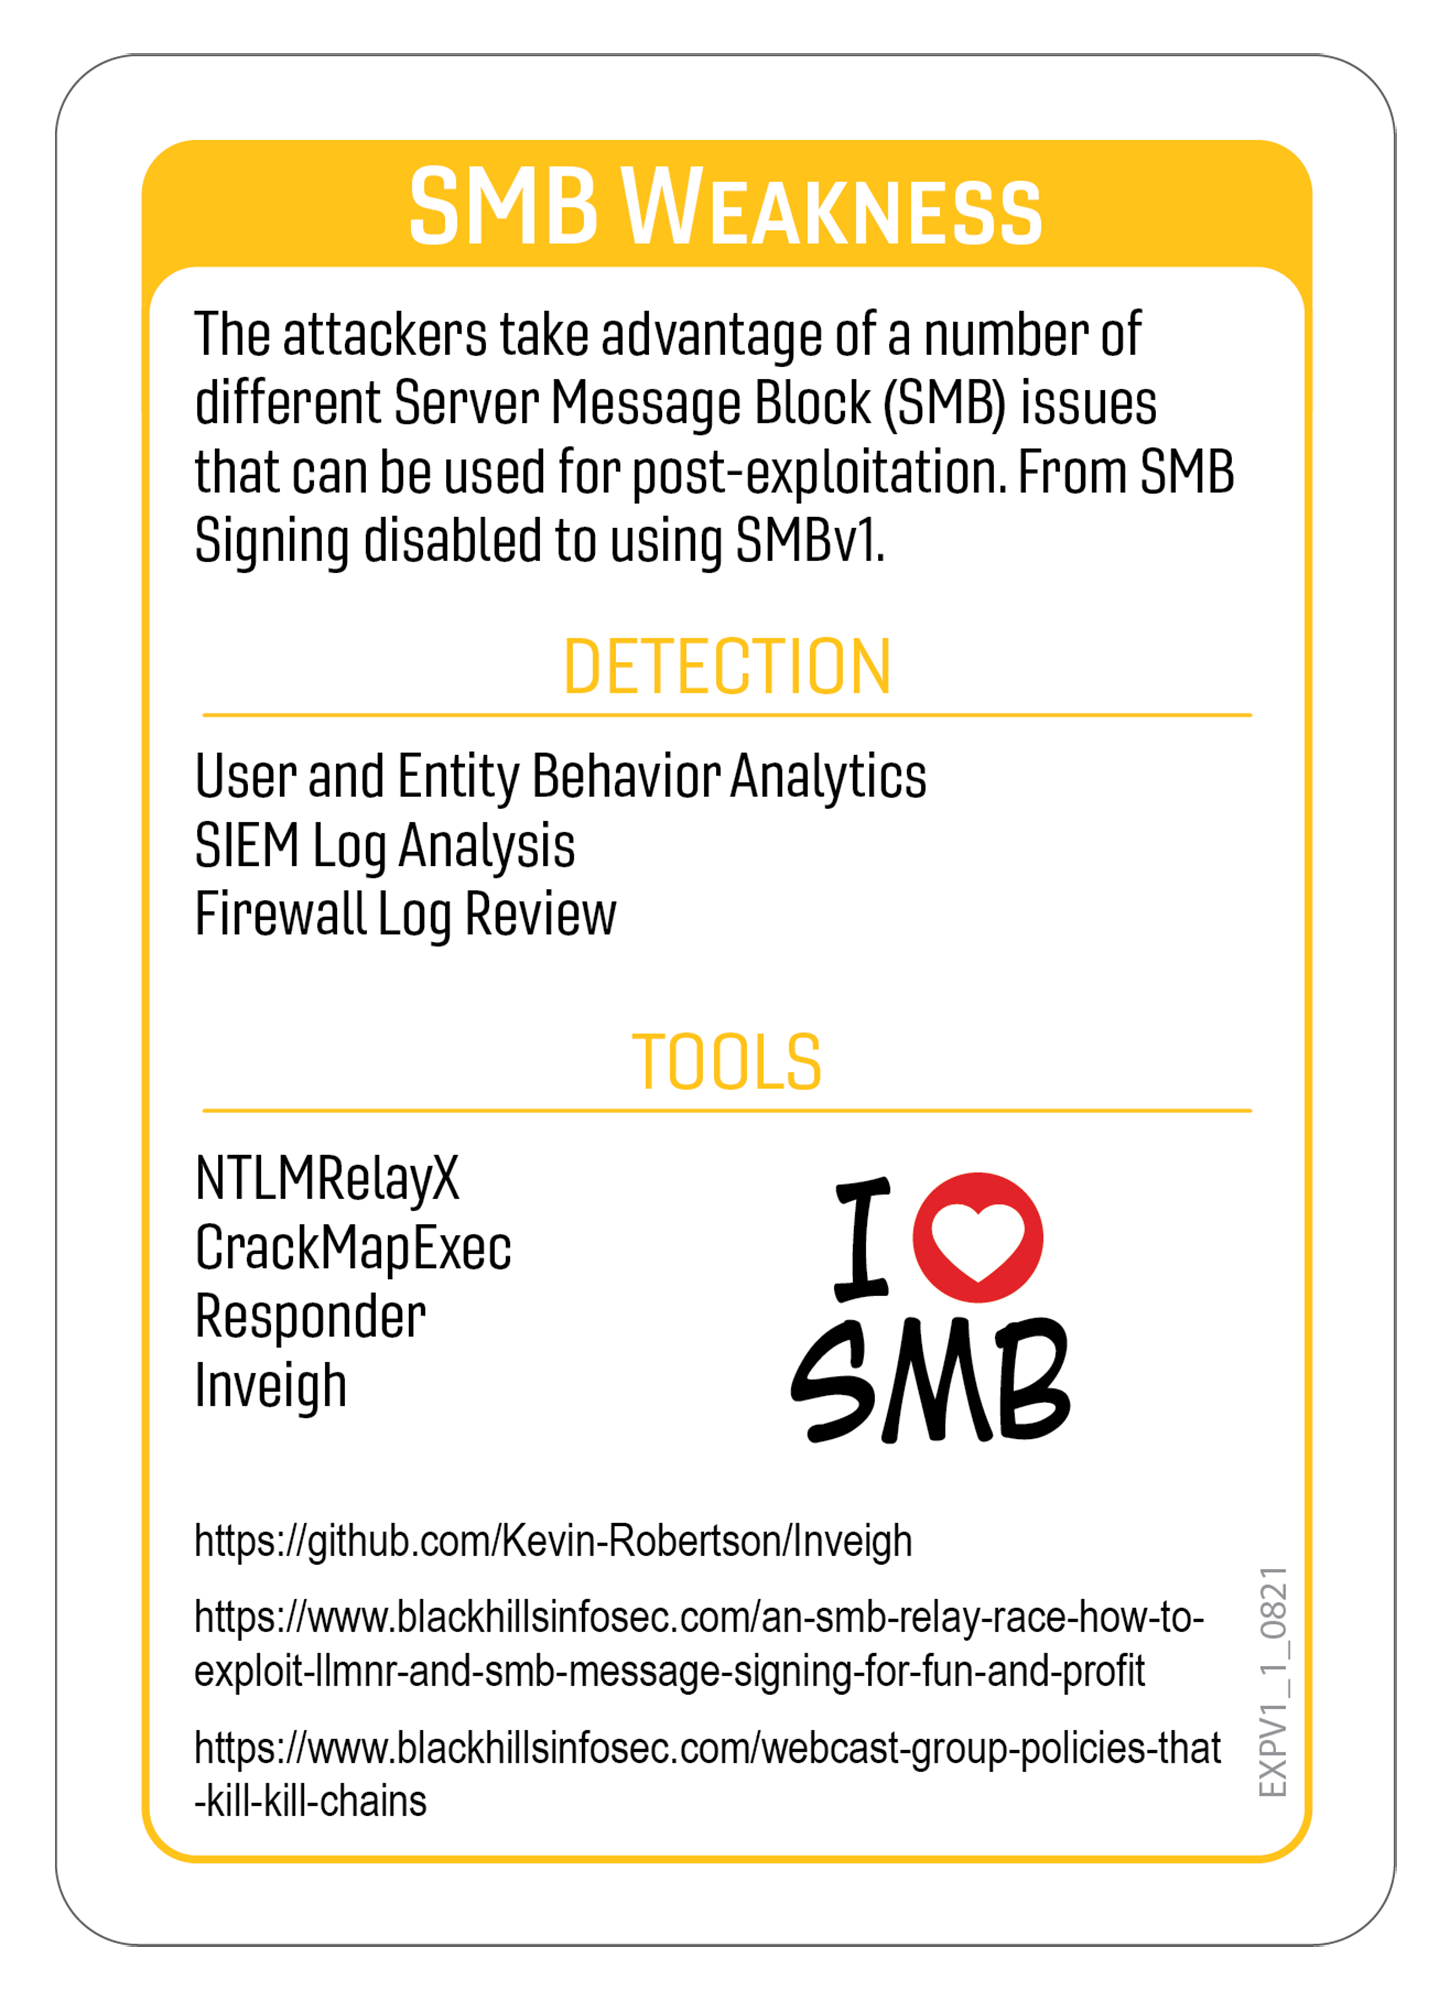 SMB WEAKNESS
The attackers take advantage of a number of
different Server Message Block (SMB) issues
that can be used for post-exploitation. From SMB
Signing disabled to using SMBv1.
DETECTION
User and Entity Behavior Analytics
SIEM Log Analysis
Firewall Log Review
TOOLS
NTLMRelayX
CrackMapExec
Responder
Inveigh
I
SMB
https://github.com/Kevin-Robertson/Inveigh
https://www.blackhillsinfosec.com/an-smb-relay-race-how-to-
exploit-llmnr-and-smb-message-signing-for-fun-and-profit
https://www.blackhillsinfosec.com/webcast-group-policies-that
-kill-kill-chains
EXPV1_1_0821